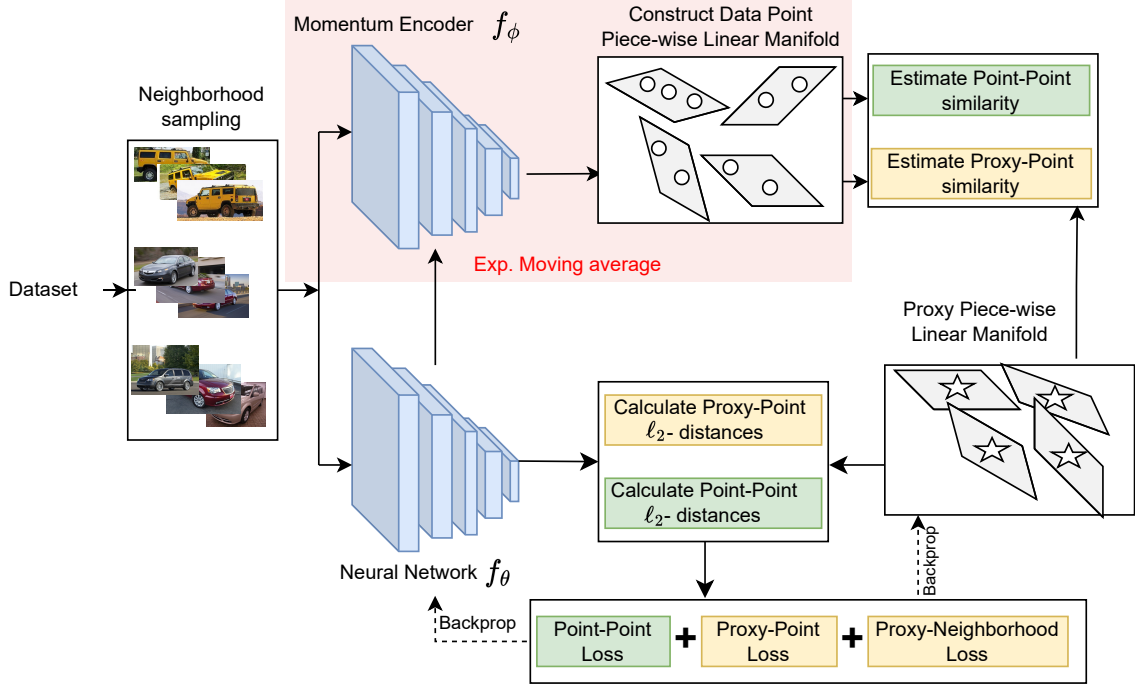 Momentum Encoder f_ϕ
Construct Data Point
Piece-wise Linear Manifold
Neighborhood
sampling
Estimate Point-Point
similarity
Estimate Proxy-Point
similarity
Exp. Moving average
Dataset
Proxy Piece-wise
Linear Manifold
Calculate Proxy-Point
ℓ₂- distances
Calculate Point-Point
ℓ₂- distances
Neural Network f_θ
Backprop
Backprop
Point-Point
Loss
+
Proxy-Point
Loss
+
Proxy-Neighborhood
Loss